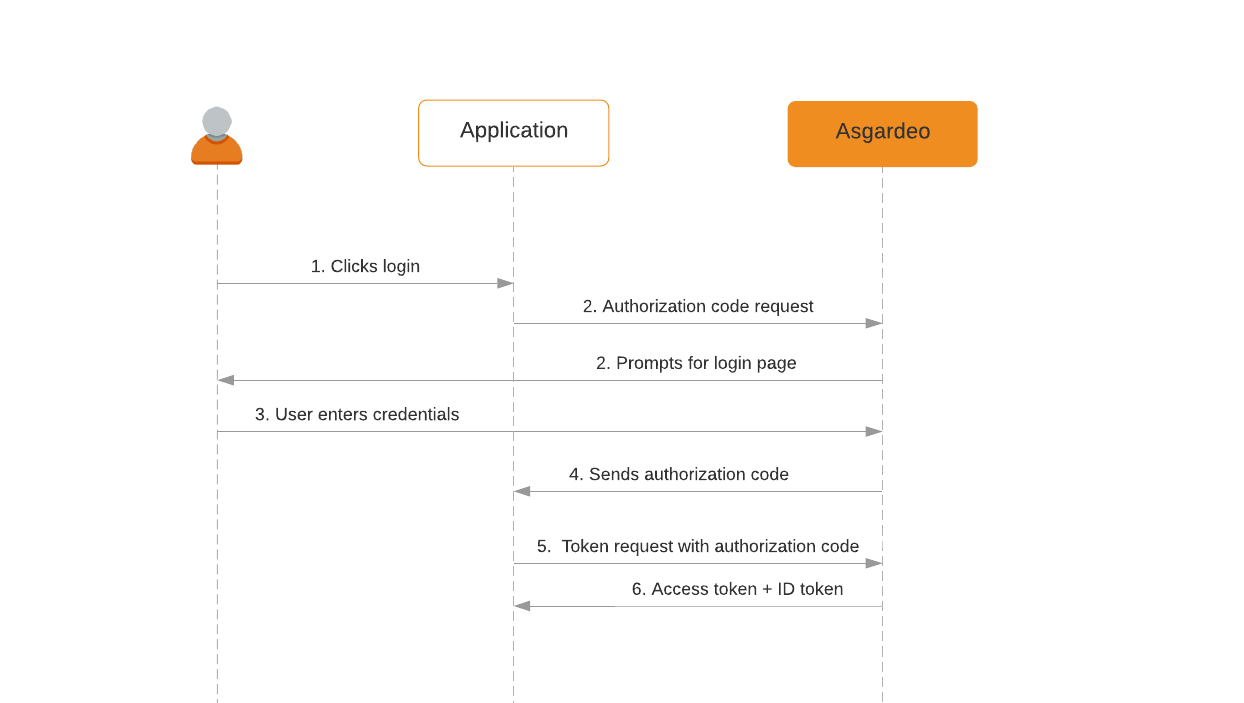 Application
Asgardeo
1. Clicks login
2. Authorization code request
2. Prompts for login page
3. User enters credentials
4. Sends authorization code
5.  Token request with authorization code
6. Access token + ID token